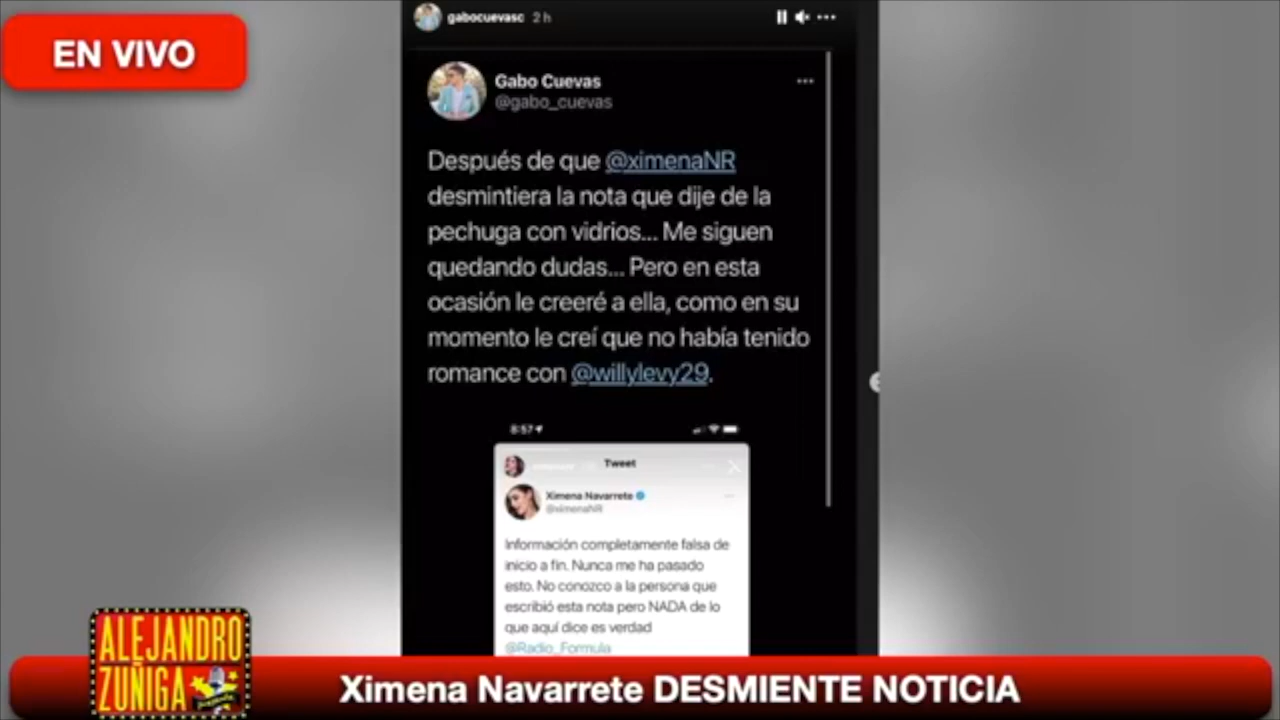 EN VIVO
gabocuevasc 2 h
Gabo Cuevas
@gabo_cuevas
Después de que @ximenaNR
desmintiera la nota que dije de la
pechuga con vidrios... Me siguen
quedando dudas... Pero en esta
ocasión le creeré a ella, como en su
momento le creí que no había tenido
romance con @willylevy29.
8:57
Tweet
Ximena Navarrete
@ximenaNR
Información completamente falsa de
inicio a fin. Nunca me ha pasado
esto. No conozco a la persona que
escribió esta nota pero NADA de lo
que aquí dice es verdad
@Radio_Formula
ALEJANDRO
ZUÑIGA
Ximena Navarrete DESMIENTE NOTICIA